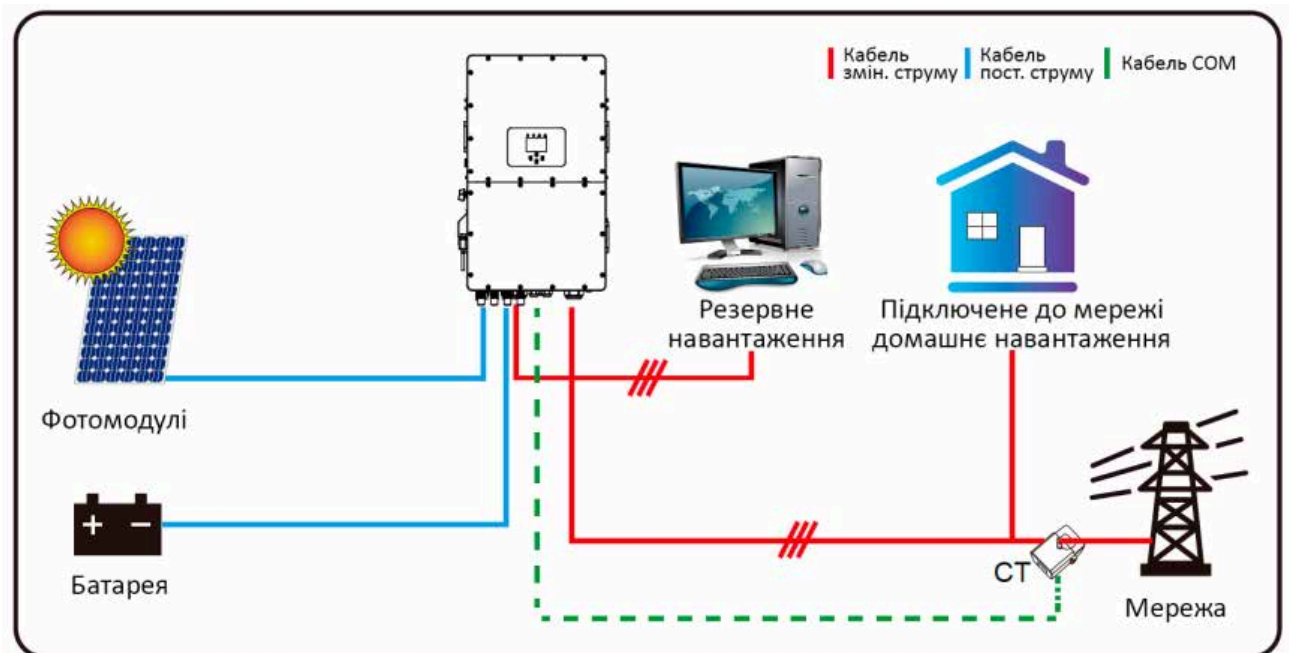 Кабель
змін. струму
Кабель
пост. струму
Кабель COM
Резервне
навантаження
Підключене до мережі
домашнє навантаження
Фотомодулі
Батарея
CT
Мережа